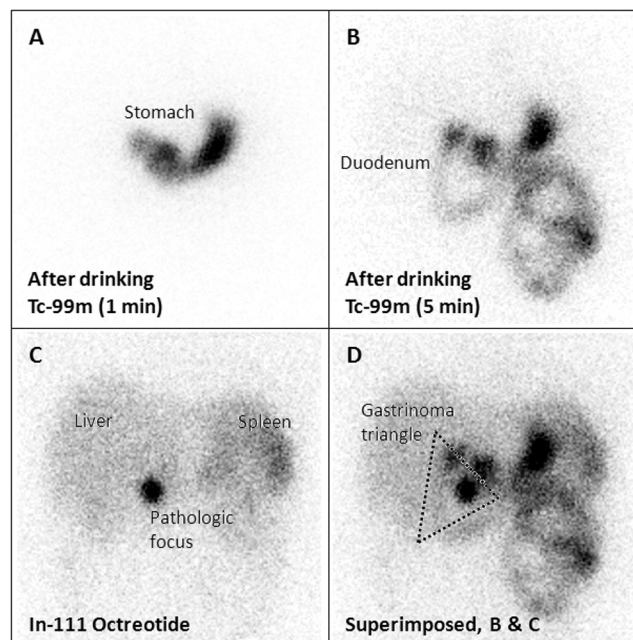 A
Stomach
After drinking
Tc-99m (1 min)
B
Duodenum
After drinking
Tc-99m (5 min)
C
Liver
Spleen
Pathologic
focus
In-111 Octreotide
D
Gastrinoma
triangle
Superimposed, B & C